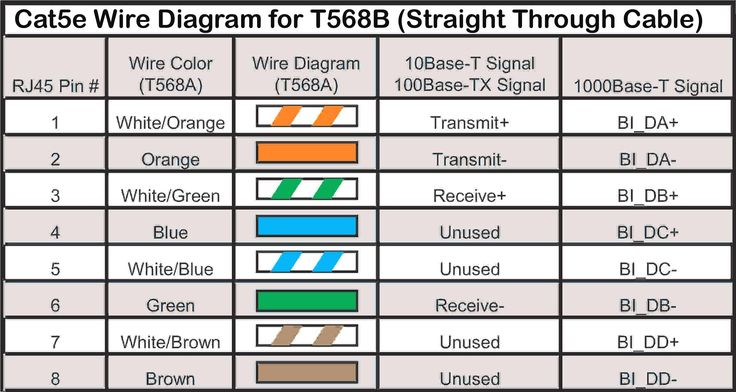 Cat5e Wire Diagram for T568B (Straight Through Cable)
RJ45 Pin # Wire Color (T568A) Wire Diagram (T568A) 10Base-T Signal 100Base-TX Signal 1000Base-T Signal
1 White/Orange Transmit+ BI_DA+
2 Orange Transmit- BI_DA-
3 White/Green Receive+ BI_DB+
4 Blue Unused BI_DC+
5 White/Blue Unused BI_DC-
6 Green Receive- BI_DB-
7 White/Brown Unused BI_DD+
8 Brown Unused BI_DD-